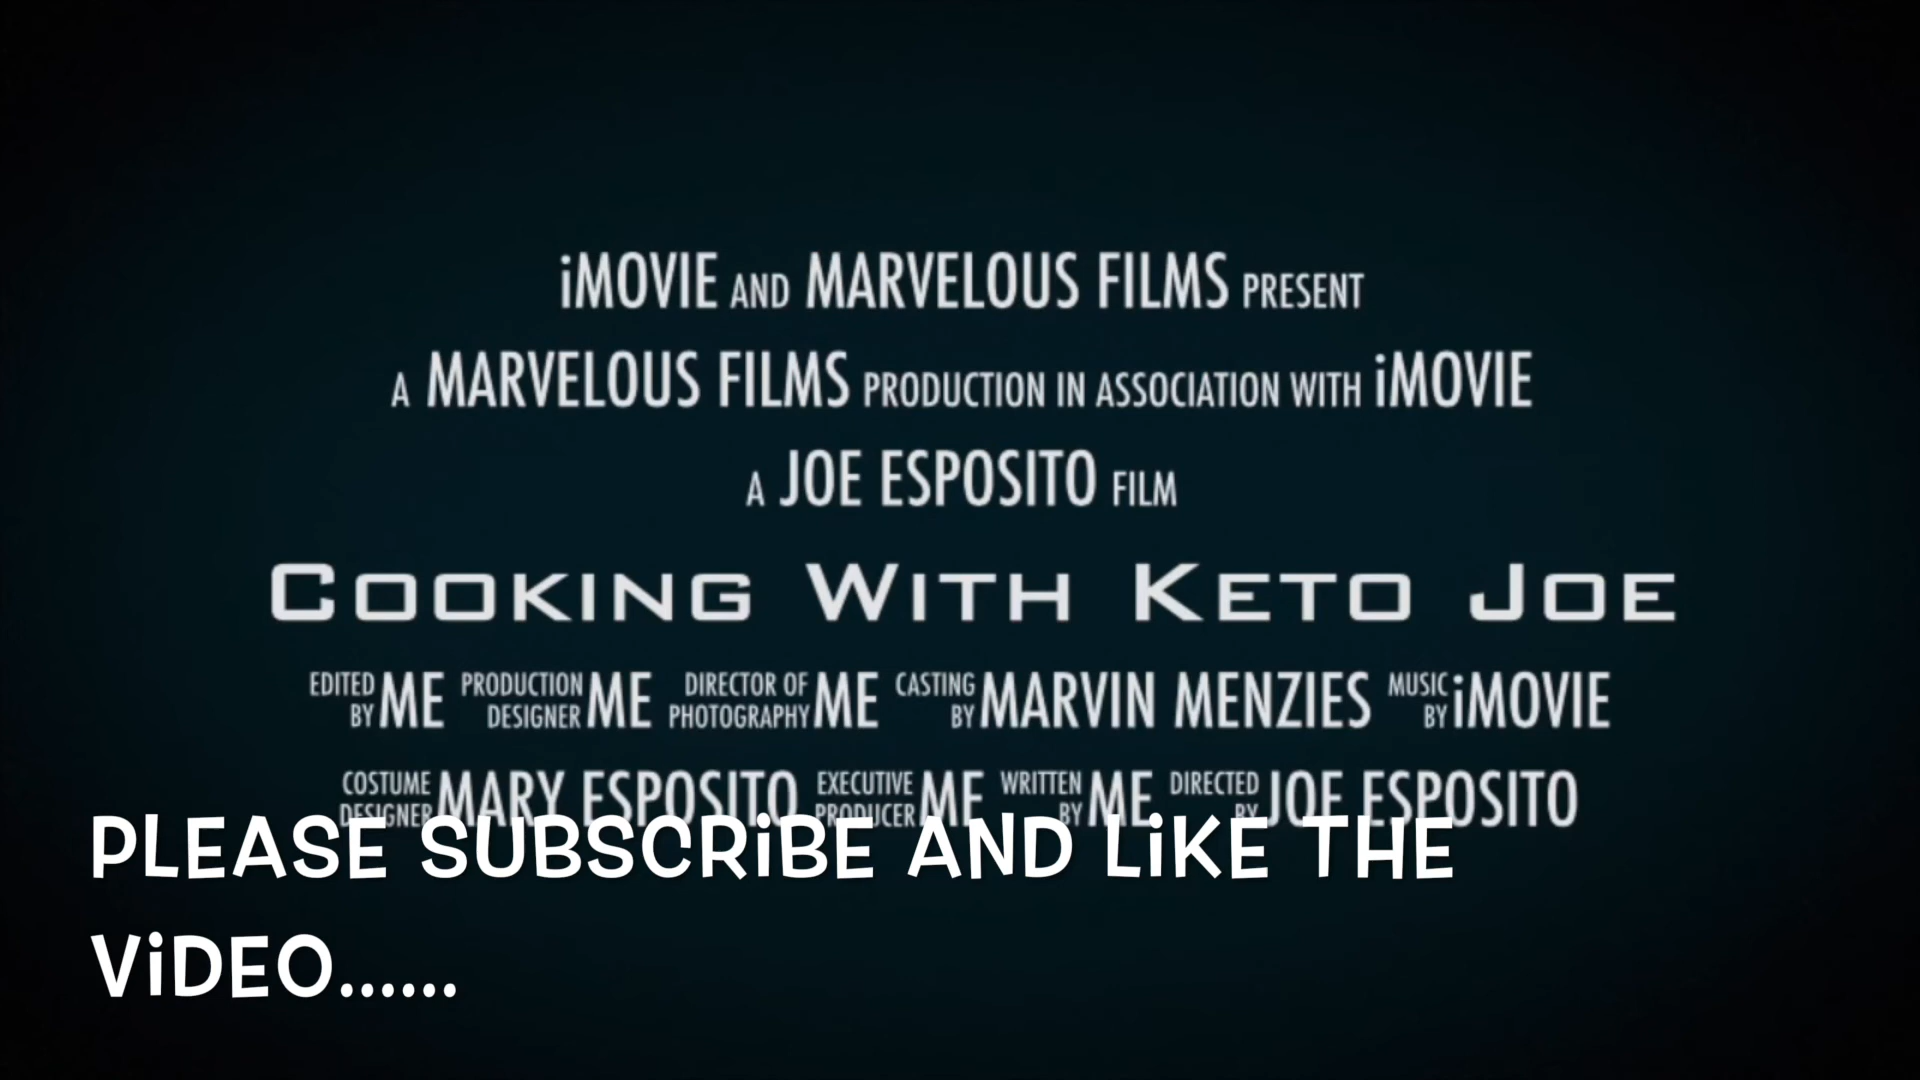 iMOVIE AND MARVELOUS FILMS PRESENT
A MARVELOUS FILMS PRODUCTION IN ASSOCIATION WITH iMOVIE
A JOE ESPOSITO FILM
COOKING WITH KETO JOE
EDITED BY ME PRODUCTION DESIGNER ME DIRECTOR OF PHOTOGRAPHY ME CASTING BY MARVIN MENZIES MUSIC BY iMOVIE
COSTUME DESIGNER MARY ESPOSITO EXECUTIVE PRODUCER ME WRITTEN BY ME DIRECTED BY JOE ESPOSITO
PLEASE SUBSCRiBE AND LiKE THE
ViDEO......